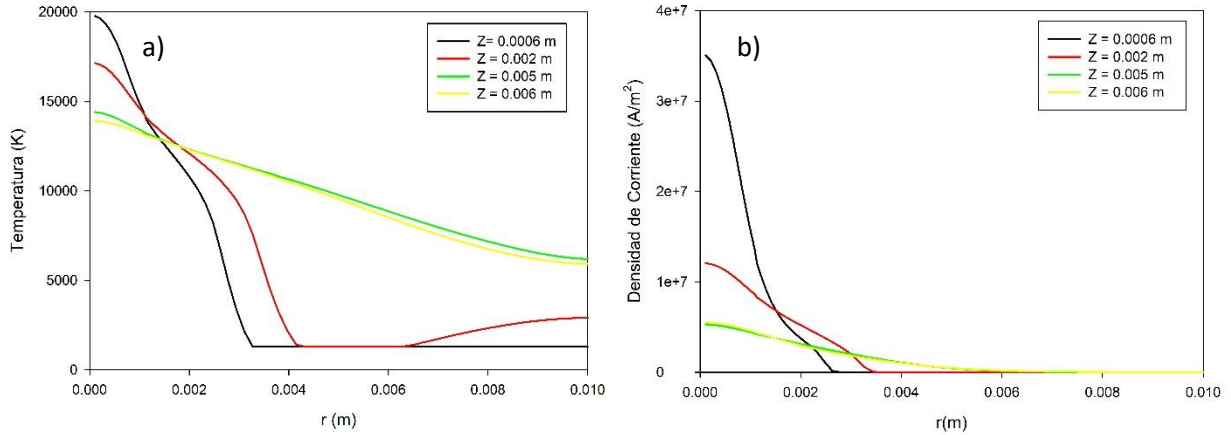 a)
Z= 0.0006 m
Z = 0.002 m
Z = 0.005 m
Z = 0.006 m
Temperatura (K)
20000
15000
10000
5000
0
0.000 0.002 0.004 0.006 0.008 0.010
r (m)
b)
Z = 0.0006 m
Z = 0.002 m
Z = 0.005 m
Z = 0.006 m
Densidad de Corriente (A/m²)
4e+7
3e+7
2e+7
1e+7
0
0.000 0.002 0.004 0.006 0.008 0.010
r(m)